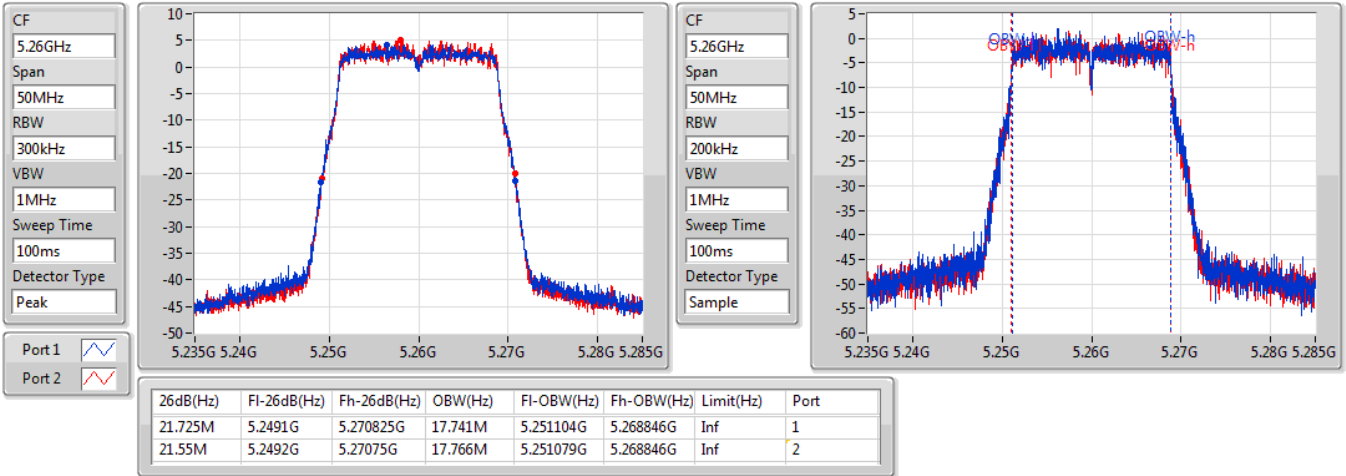 CF
5.26GHz
Span
50MHz
RBW
300kHz
VBW
1MHz
Sweep Time
100ms
Detector Type
Peak
10
5
0
-5
-10
-15
-20
-25
-30
-35
-40
-45
-50
5.235G 5.24G 5.25G 5.26G 5.27G 5.28G 5.285G
CF
5.26GHz
Span
50MHz
RBW
200kHz
VBW
1MHz
Sweep Time
100ms
Detector Type
Sample
5
0
-5
-10
-15
-20
-25
-30
-35
-40
-45
-50
-55
-60
OBW-h
OBW-h
5.235G 5.24G 5.25G 5.26G 5.27G 5.28G 5.285G
Port 1
Port 2
26dB(Hz) Fl-26dB(Hz) Fh-26dB(Hz) OBW(Hz) Fl-OBW(Hz) Fh-OBW(Hz) Limit(Hz) Port
21.725M 5.2491G 5.270825G 17.741M 5.251104G 5.268846G Inf 1
21.55M 5.2492G 5.27075G 17.766M 5.251079G 5.268846G Inf 2